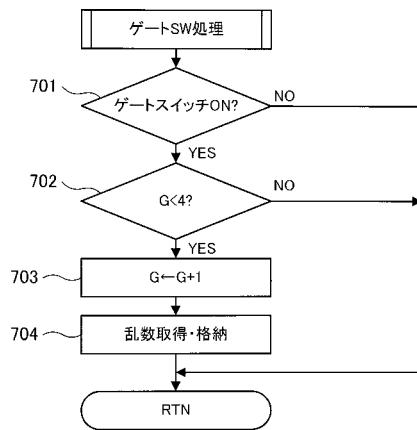 ゲートSW処理
701
ゲートスイッチON?
NO
YES
702
G<4?
NO
YES
703
G←G+1
704
乱数取得・格納
RTN